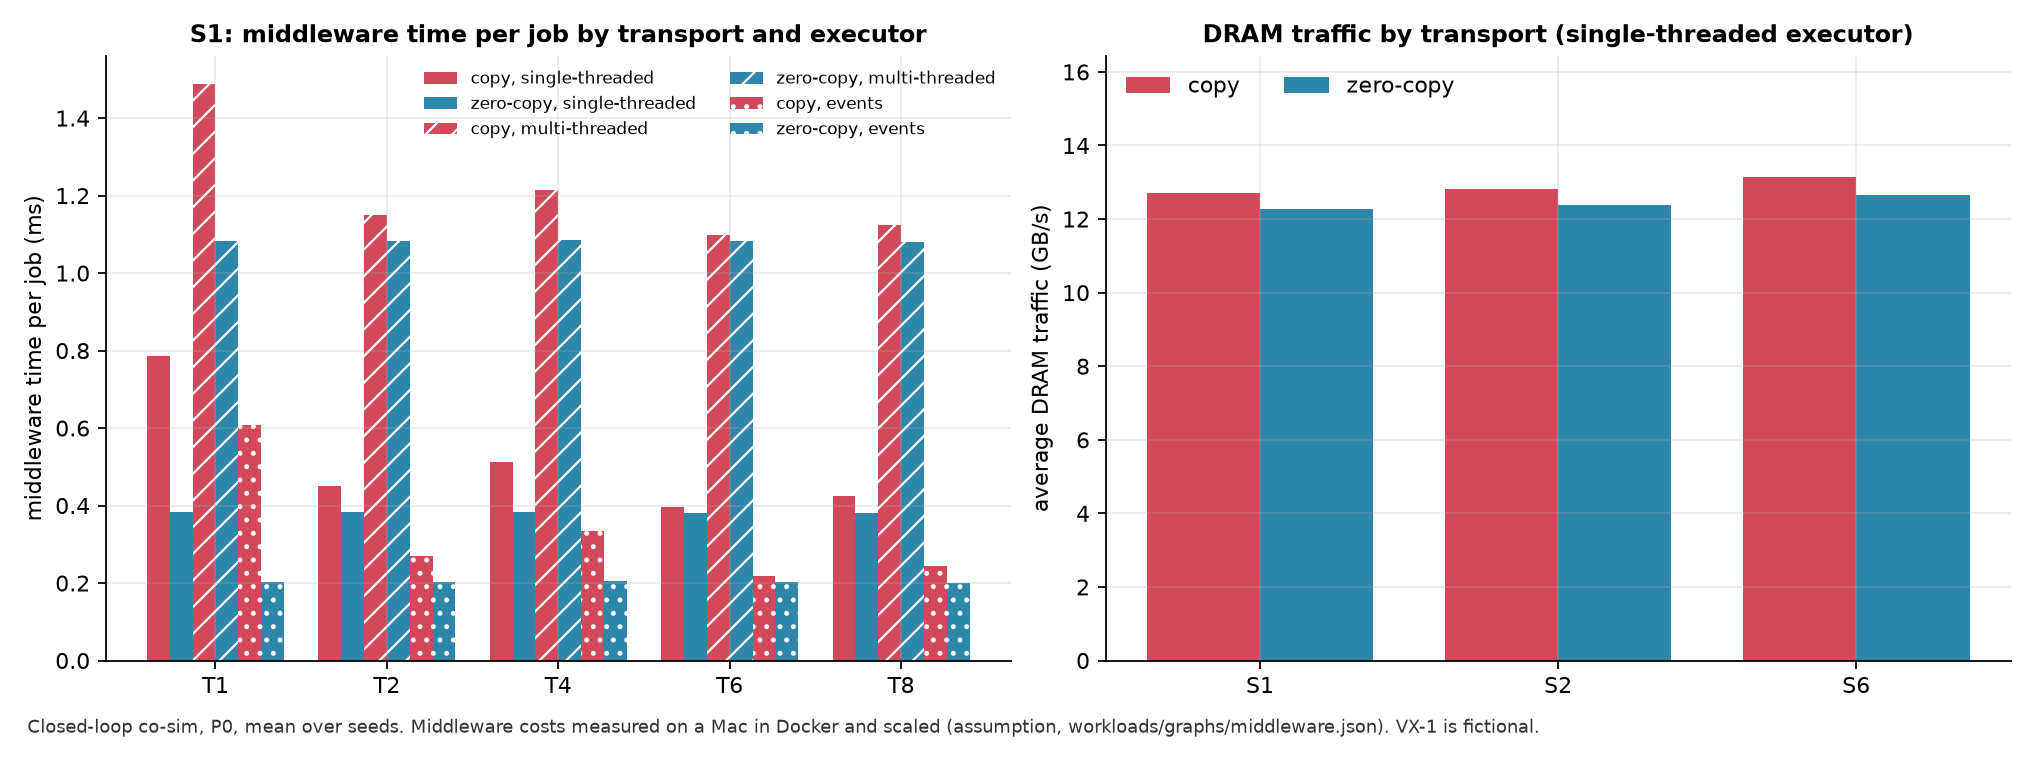 S1: middleware time per job by transport and executor
middleware time per job (ms)
1.4
1.2
1.0
0.8
0.6
0.4
0.2
0.0
copy, single-threaded
zero-copy, single-threaded
copy, multi-threaded
zero-copy, multi-threaded
copy, events
zero-copy, events
T1 T2 T4 T6 T8
DRAM traffic by transport (single-threaded executor)
average DRAM traffic (GB/s)
16
14
12
10
8
6
4
2
0
copy zero-copy
S1 S2 S6
Closed-loop co-sim, P0, mean over seeds. Middleware costs measured on a Mac in Docker and scaled (assumption, workloads/graphs/middleware.json). VX-1 is fictional.